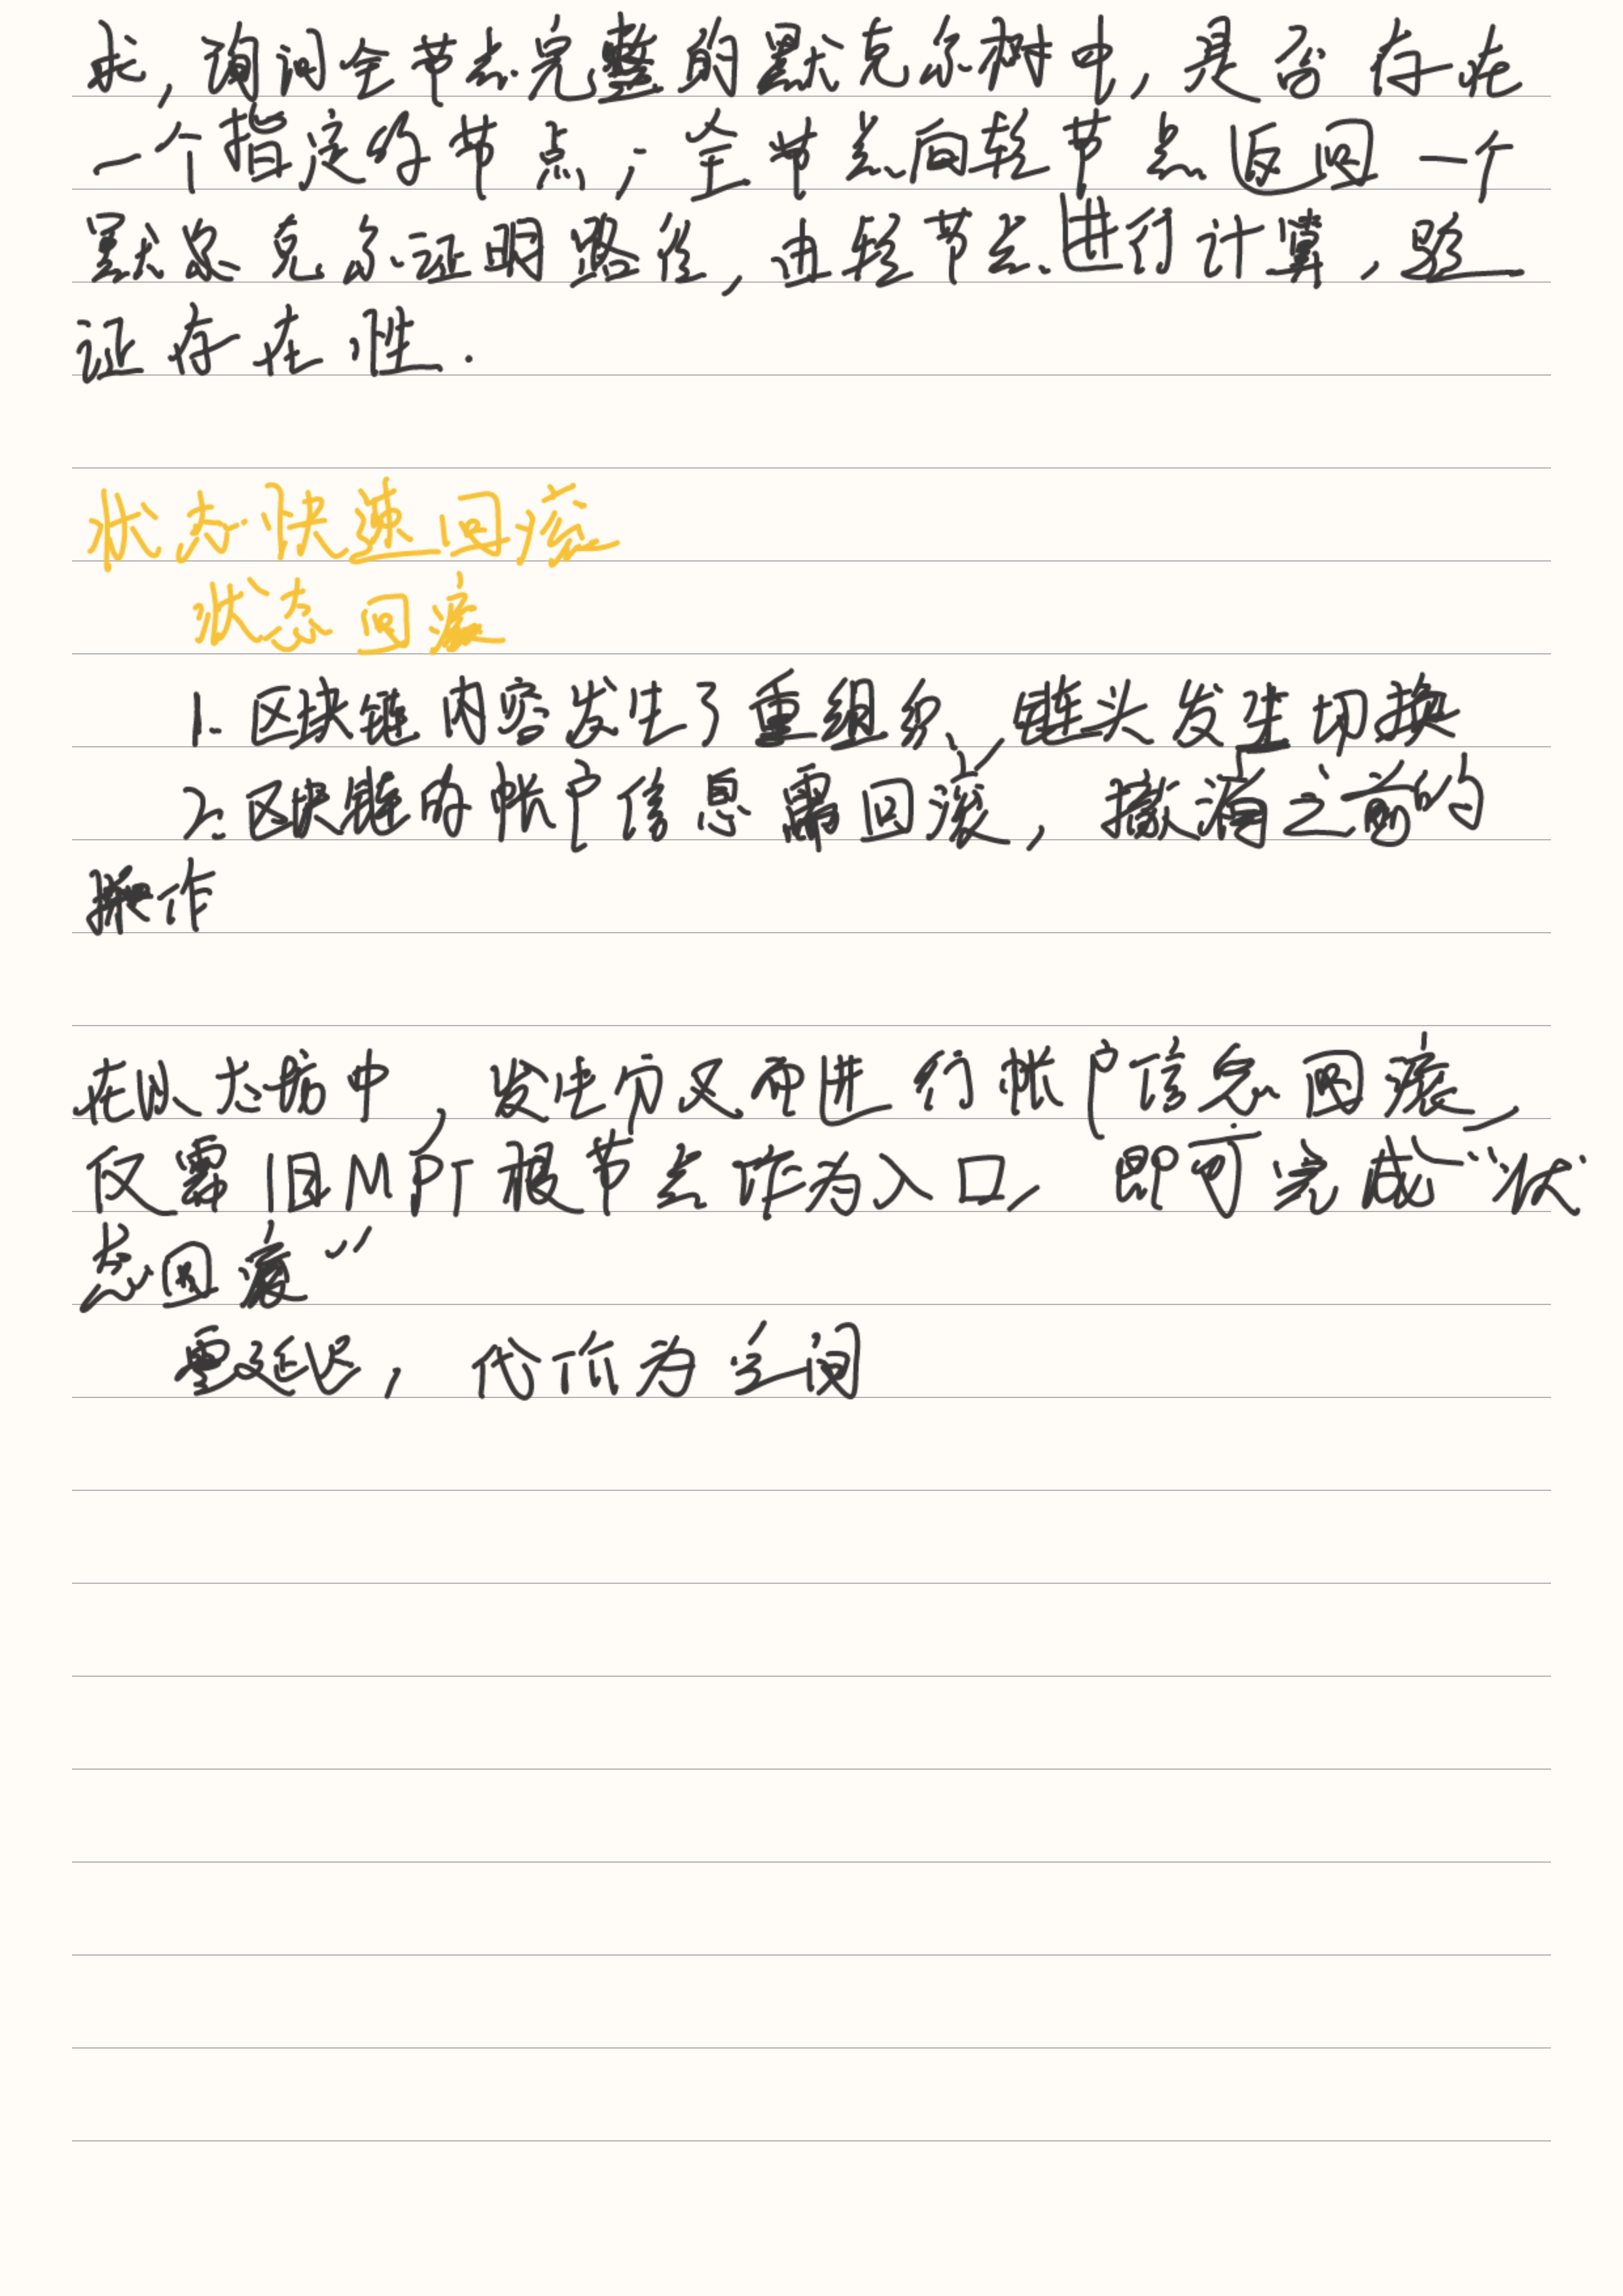 求，询问全节点完整的默克尔树中，是否存在
一个指定的节点；全节点向轻节点返回一个
默尔克尔证明路径，由轻节点进行计算，验
证存在性.
状态快速回滚
状态回滚
1. 区块链内容发生了重组织，链头发生切换
2. 区块链的帐户信息需回滚，撤消之前的
操作
在以太坊中，发生分叉而进行帐户信息回滚，
仅需旧MPT根节点作为入口，即可完成“状
态回滚”
延迟，代价为空间